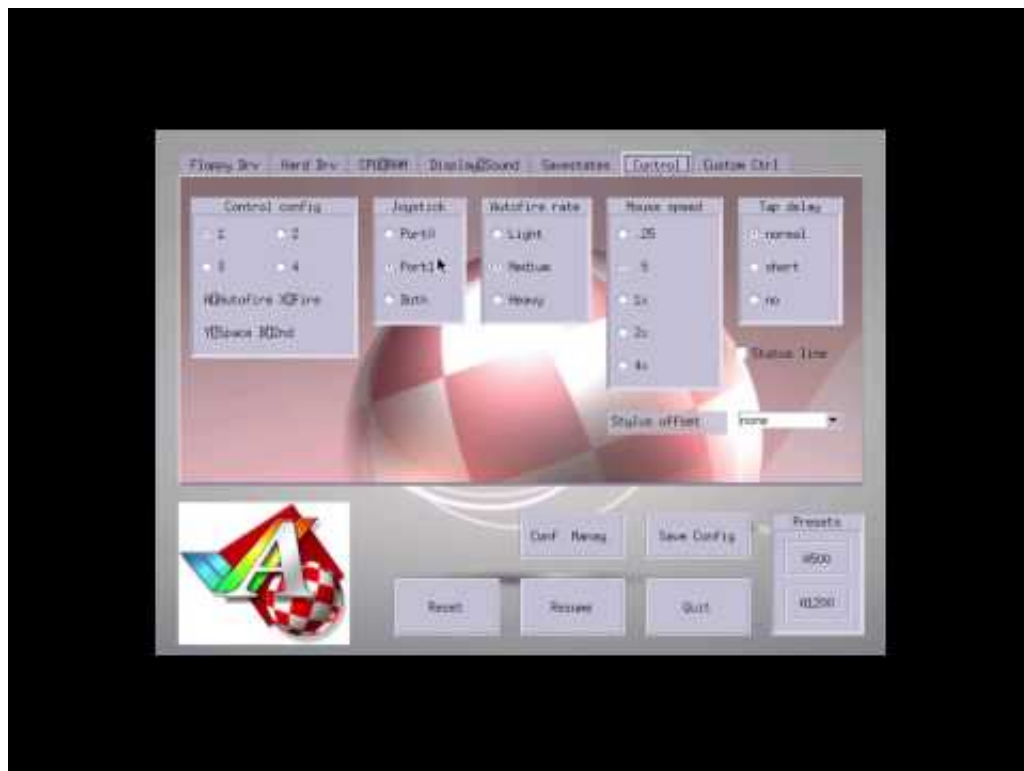 Floppy Drv Hard Drv CPU/RAM Display/Sound Savestates Control Custom Ctrl
Control config
1 2
3 4
Autofire X Fire
Y Space B 2nd
Joystick
Port0
Port1
Both
Autofire rate
Light
Medium
Heavy
Mouse speed
.25
.5
1x
2x
4x
Tap delay
normal
short
no
Status line
Stylus offset none
Conf Manag Save Config
Reset Resume Quit
Presets
A500
A1200
A